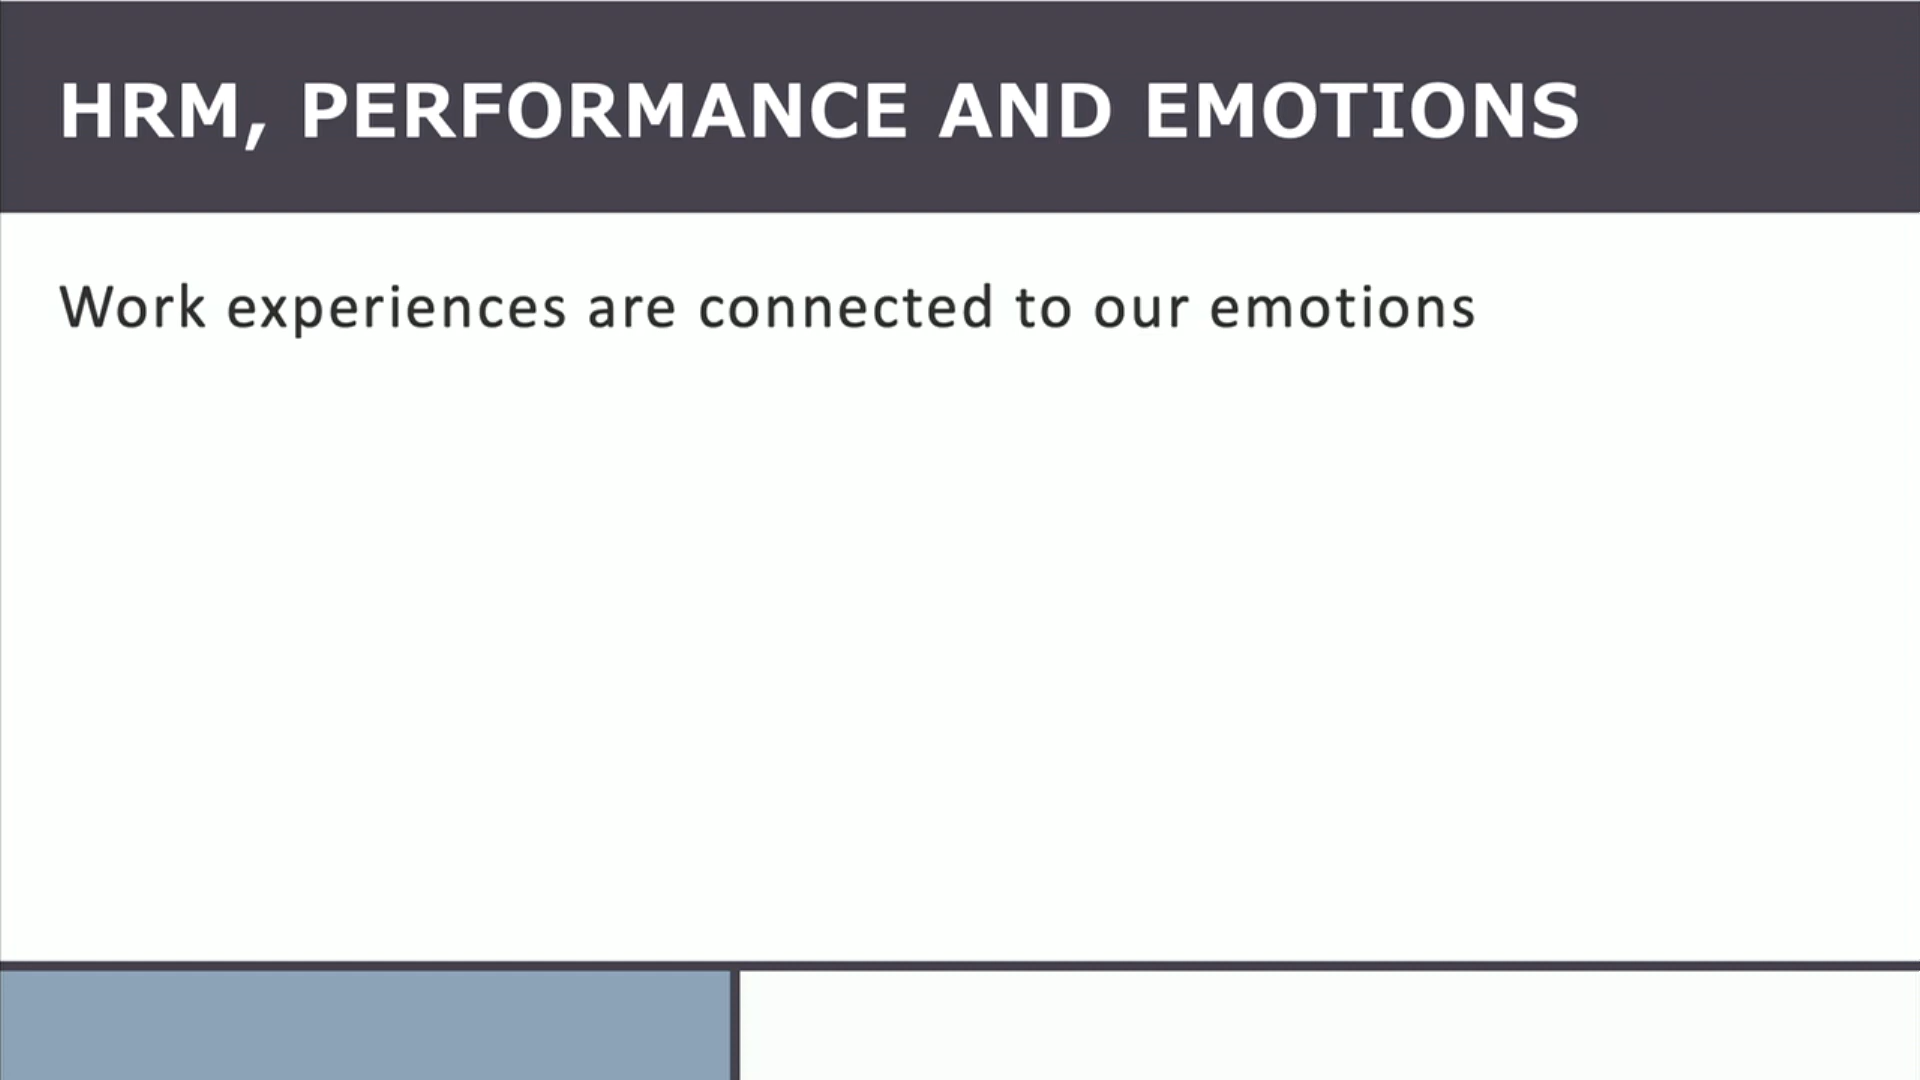 HRM, PERFORMANCE AND EMOTIONS
Work experiences are connected to our emotions